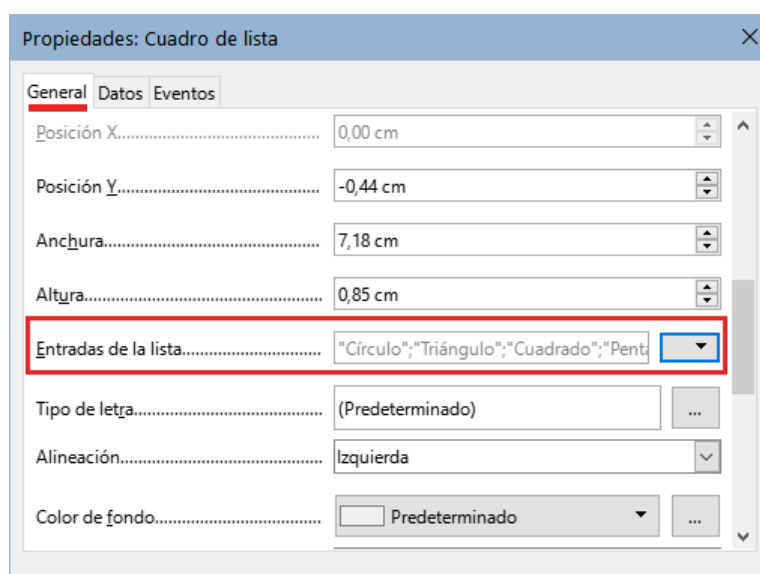 Propiedades: Cuadro de lista
General Datos Eventos
Posición X............................................. 0,00 cm
Posición Y............................................. -0,44 cm
Anchura................................................ 7,18 cm
Altura.................................................... 0,85 cm
Entradas de la lista............................... "Círculo";"Triángulo";"Cuadrado";"Penta
Tipo de letra.......................................... (Predeterminado) ...
Alineación............................................. Izquierda
Color de fondo...................................... Predeterminado ...